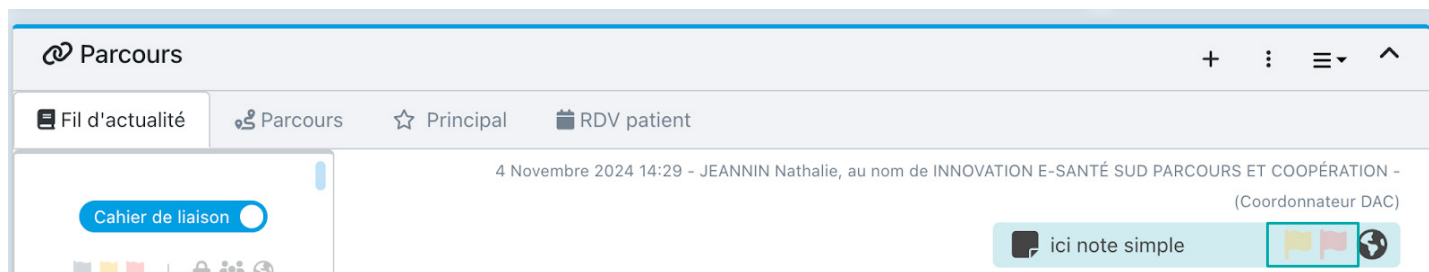 Parcours
Fil d'actualité Parcours Principal RDV patient
4 Novembre 2024 14:29 - JEANNIN Nathalie, au nom de INNOVATION E-SANTÉ SUD PARCOURS ET COOPÉRATION -
(Coordonnateur DAC)
Cahier de liaison
ici note simple